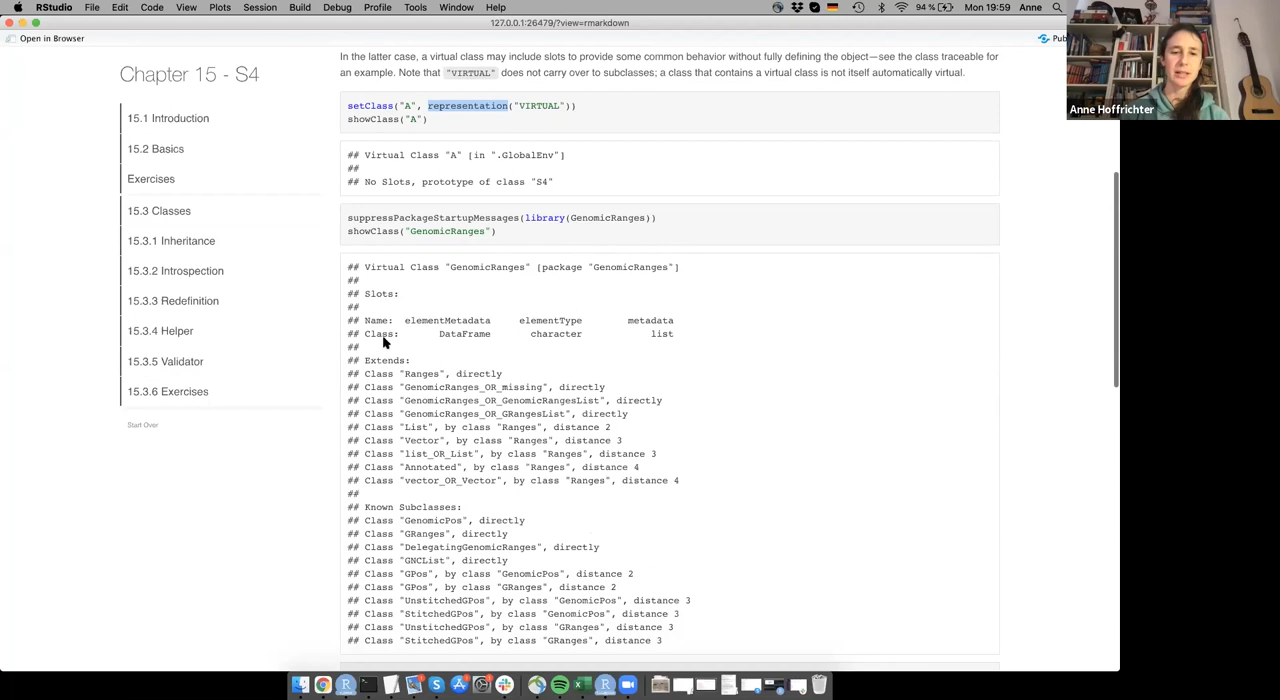 RStudio File Edit Code View Plots Session Build Debug Profile Tools Window Help 94 % Mon 19:59 Anne
127.0.0.1:26479/?view=rmarkdown
Open in Browser Pub
Anne Hoffrichter
Chapter 15 - S4
15.1 Introduction
15.2 Basics
Exercises
15.3 Classes
15.3.1 Inheritance
15.3.2 Introspection
15.3.3 Redefinition
15.3.4 Helper
15.3.5 Validator
15.3.6 Exercises
Start Over
In the latter case, a virtual class may include slots to provide some common behavior without fully defining the object—see the class traceable for
an example. Note that "VIRTUAL" does not carry over to subclasses; a class that contains a virtual class is not itself automatically virtual.
setClass("A", representation("VIRTUAL"))
showClass("A")
## Virtual Class "A" [in ".GlobalEnv"]
##
## No Slots, prototype of class "S4"
suppressPackageStartupMessages(library(GenomicRanges))
showClass("GenomicRanges")
## Virtual Class "GenomicRanges" [package "GenomicRanges"]
##
## Slots:
##
## Name: elementMetadata elementType metadata
## Class: DataFrame character list
##
## Extends:
## Class "Ranges", directly
## Class "GenomicRanges_OR_missing", directly
## Class "GenomicRanges_OR_GenomicRangesList", directly
## Class "GenomicRanges_OR_GRangesList", directly
## Class "List", by class "Ranges", distance 2
## Class "Vector", by class "Ranges", distance 3
## Class "list_OR_List", by class "Ranges", distance 3
## Class "Annotated", by class "Ranges", distance 4
## Class "vector_OR_Vector", by class "Ranges", distance 4
##
## Known Subclasses:
## Class "GenomicPos", directly
## Class "GRanges", directly
## Class "DelegatingGenomicRanges", directly
## Class "GNCList", directly
## Class "GPos", by class "GenomicPos", distance 2
## Class "GPos", by class "GRanges", distance 2
## Class "UnstitchedGPos", by class "GenomicPos", distance 3
## Class "StitchedGPos", by class "GenomicPos", distance 3
## Class "UnstitchedGPos", by class "GRanges", distance 3
## Class "StitchedGPos", by class "GRanges", distance 3